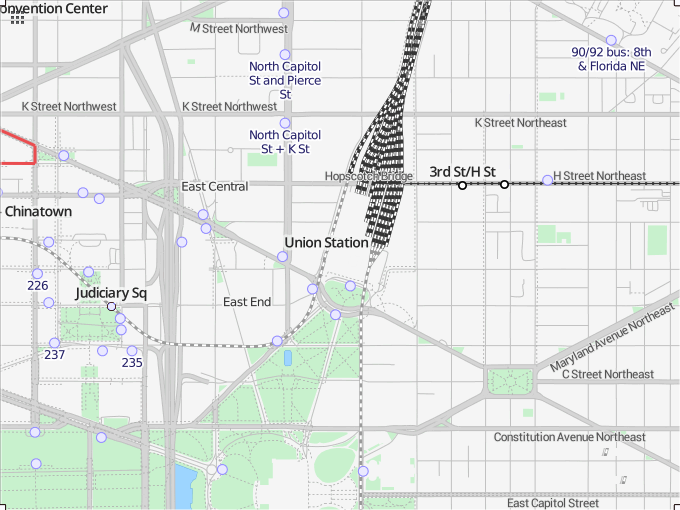 onvention Center
M Street Northwest
90/92 bus: 8th
& Florida NE
North Capitol
St and Pierce
St
K Street Northwest
K Street Northwest
K Street Northeast
North Capitol
St + K St
Hopscotch Bridge
3rd St/H St
H Street Northeast
East Central
Chinatown
Union Station
226
Judiciary Sq
East End
237
235
Maryland Avenue Northeast
C Street Northeast
Constitution Avenue Northeast
East Capitol Street